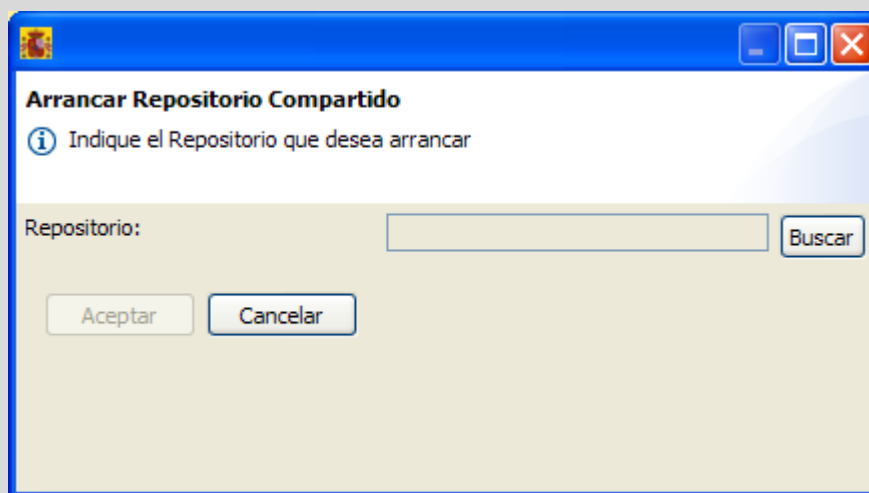 Arrancar Repositorio Compartido
Indique el Repositorio que desea arrancar
Repositorio:
Buscar
Aceptar
Cancelar